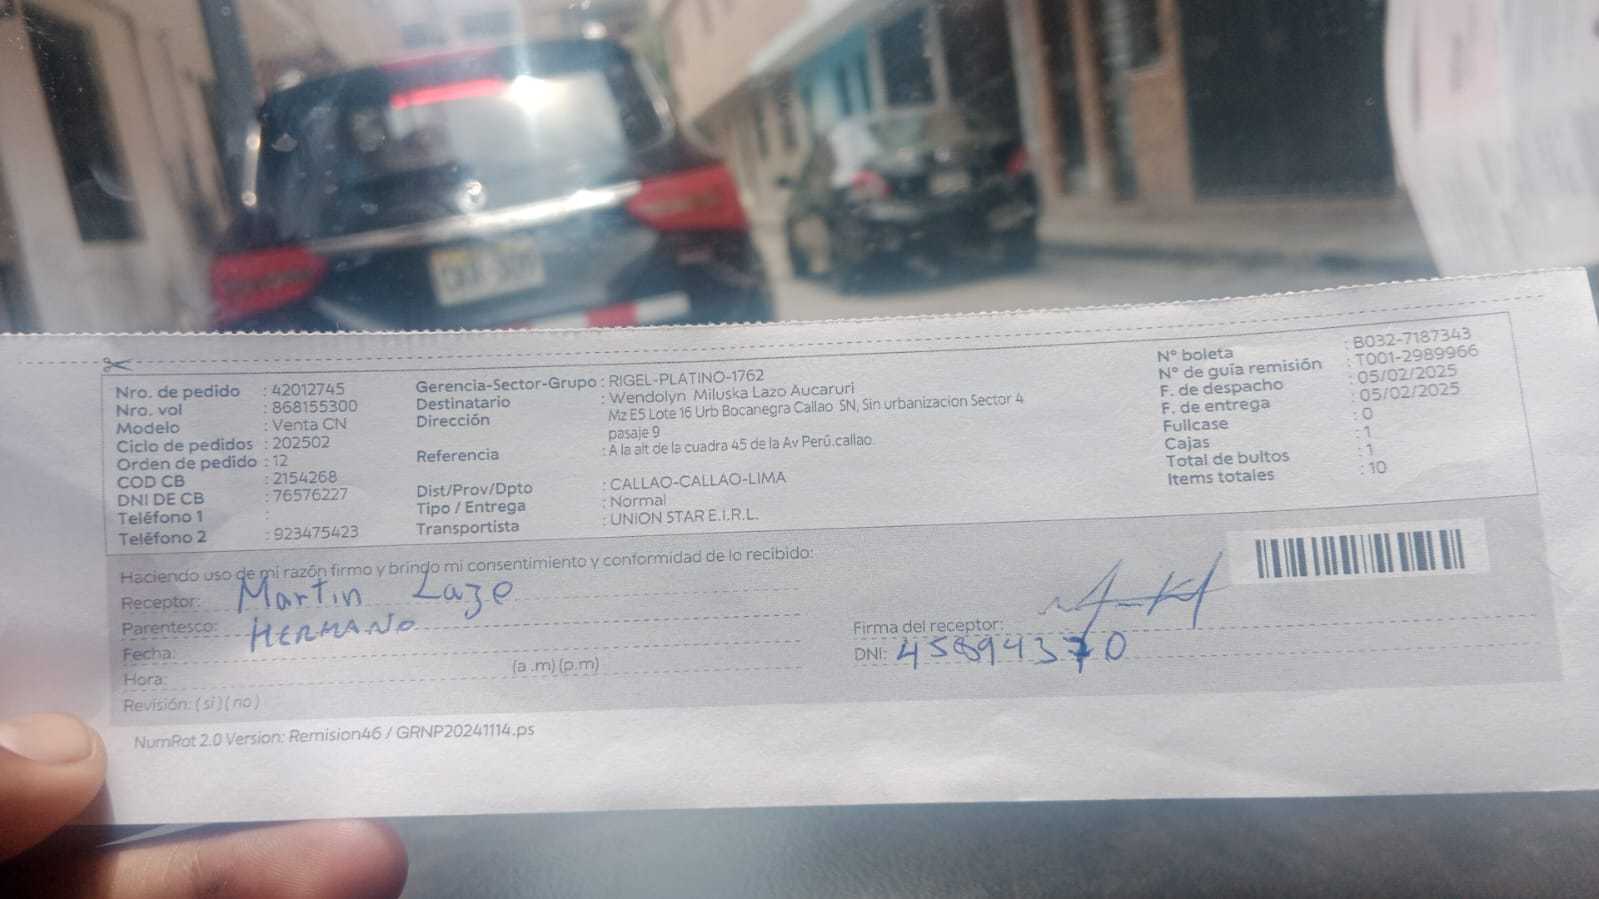 Nro. de pedido : 42012745
Nro. vol : 868155300
Modelo : Venta CN
Ciclo de pedidos : 202502
Orden de pedido : 12
COD CB : 2154268
DNI DE CB : 76576227
Teléfono 1 :
Teléfono 2 : 923475423
Gerencia-Sector-Grupo : RIGEL-PLATINO-1762
Destinatario : Wendolyn Miluska Lazo Aucaruri
Dirección Mz E5 Lote 16 Urb Bocanegra Callao SN, Sin urbanizacion Sector 4
pasaje 9
Referencia : A la alt de la cuadra 45 de la Av Perú.callao.
Dist/Prov/Dpto : CALLAO-CALLAO-LIMA
Tipo / Entrega : Normal
Transportista : UNION STAR E.I.R.L.
N° boleta : B032-7187343
N° de guía remisión : T001-2989966
F. de despacho : 05/02/2025
F. de entrega : 05/02/2025
Fullcase : 0
Cajas : 1
Total de bultos : 1
Items totales : 10
Haciendo uso de mi razón firmo y brindo mi consentimiento y conformidad de lo recibido:
Receptor: Martin Lazo
Parentesco: HERMANO
Fecha:
Hora: (a .m) (p.m)
Revisión: ( si ) ( no )
Firma del receptor:
DNI: 45894370
NumRot 2.0 Version: Remision46 / GRNP20241114.ps